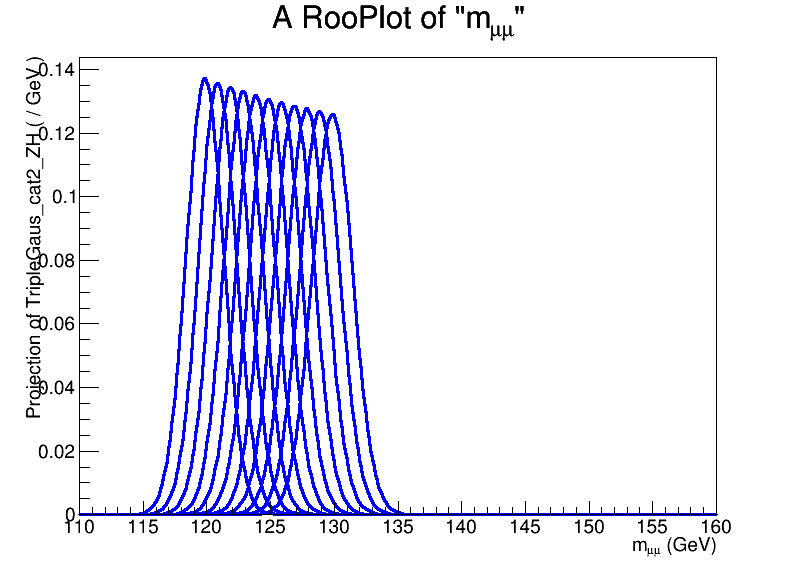 A RooPlot of "mμμ"
Projection of TripleGaus_cat2_ZH ( / GeV )
0.14
0.12
0.1
0.08
0.06
0.04
0.02
0
110 115 120 125 130 135 140 145 150 155 160
mμμ (GeV)